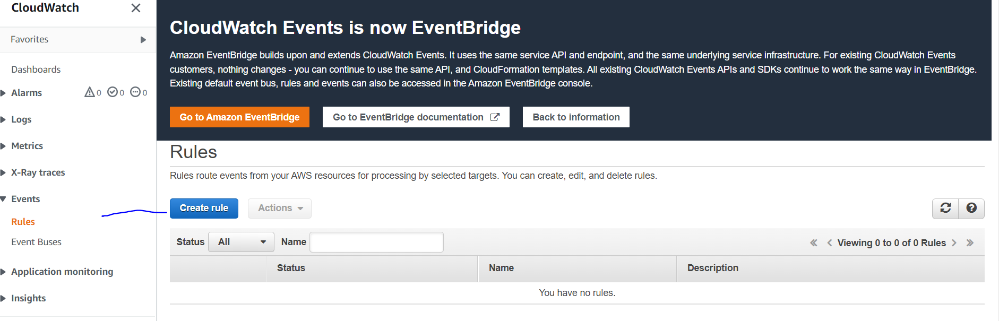 CloudWatch
Favorites
Dashboards
Alarms 0 0 0
Logs
Metrics
X-Ray traces
Events
Rules
Event Buses
Application monitoring
Insights
CloudWatch Events is now EventBridge
Amazon EventBridge builds upon and extends CloudWatch Events. It uses the same service API and endpoint, and the same underlying service infrastructure. For existing CloudWatch Events
customers, nothing changes - you can continue to use the same API, and CloudFormation templates. All existing CloudWatch Events APIs and SDKs continue to work the same way in EventBridge.
Existing default event bus, rules and events can also be accessed in the Amazon EventBridge console.
Go to Amazon EventBridge Go to EventBridge documentation Back to information
Rules
Rules route events from your AWS resources for processing by selected targets. You can create, edit, and delete rules.
Create rule Actions
Status All Name « < Viewing 0 to 0 of 0 Rules > »
Status Name Description
You have no rules.